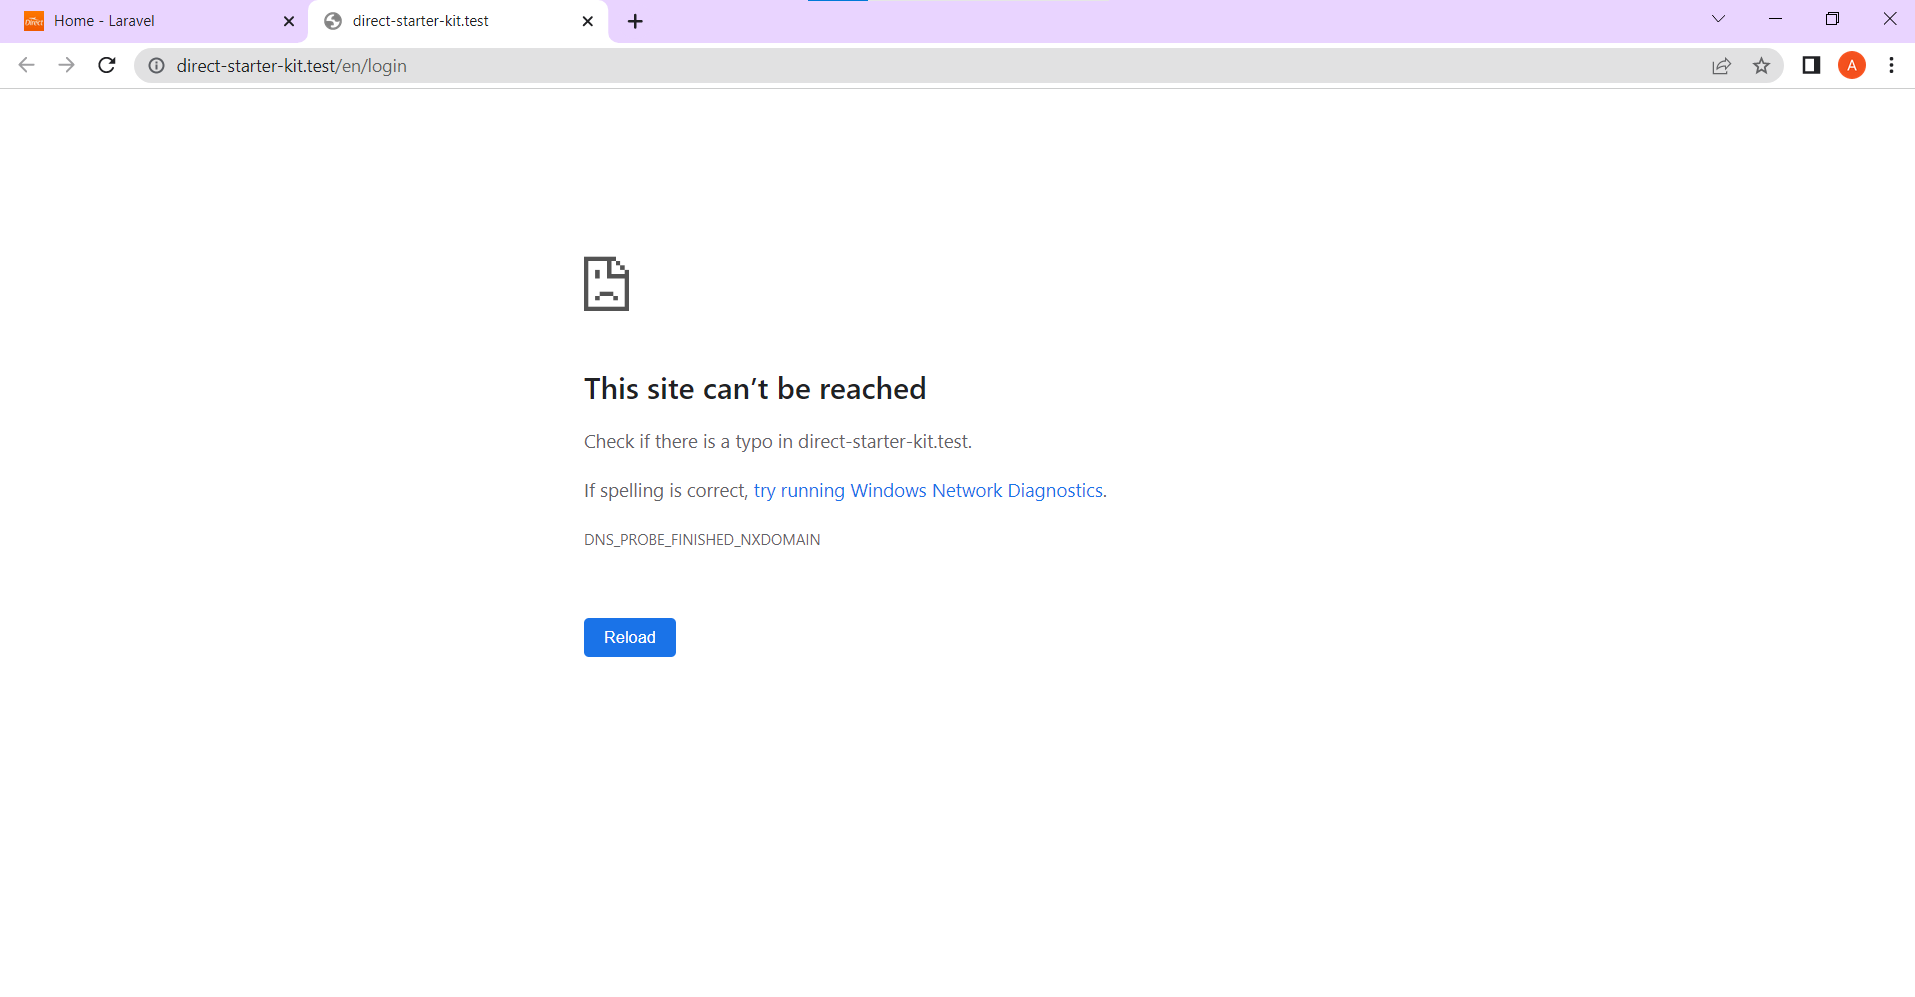 Direct
Home - Laravel
direct-starter-kit.test
direct-starter-kit.test/en/login
A
This site can’t be reached
Check if there is a typo in direct-starter-kit.test.
If spelling is correct, try running Windows Network Diagnostics.
DNS_PROBE_FINISHED_NXDOMAIN
Reload